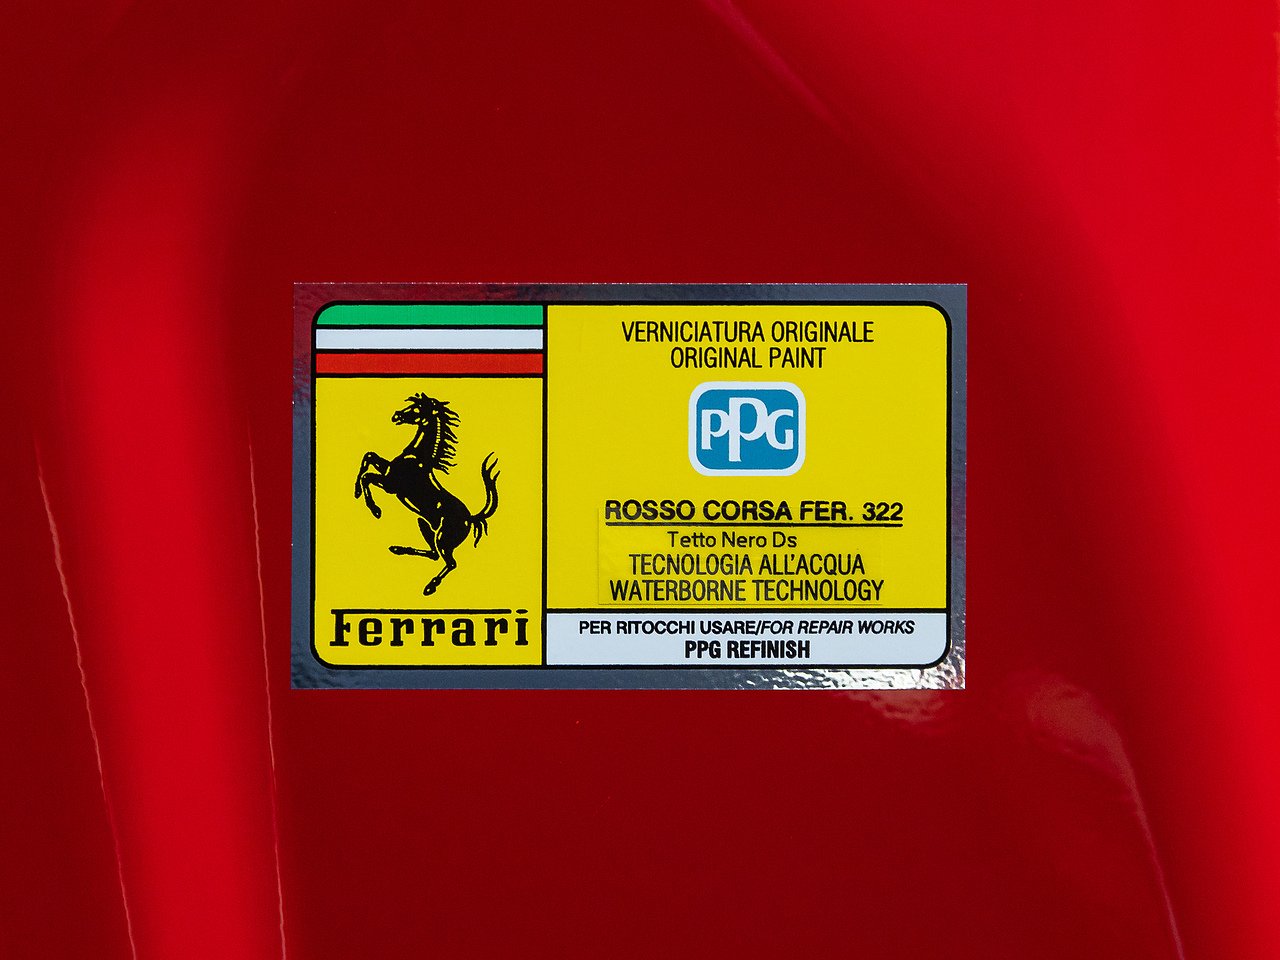 Ferrari
VERNICIATURA ORIGINALE
ORIGINAL PAINT
PPG
ROSSO CORSA FER. 322
Tetto Nero Ds
TECNOLOGIA ALL'ACQUA
WATERBORNE TECHNOLOGY
PER RITOCCHI USARE/FOR REPAIR WORKS
PPG REFINISH